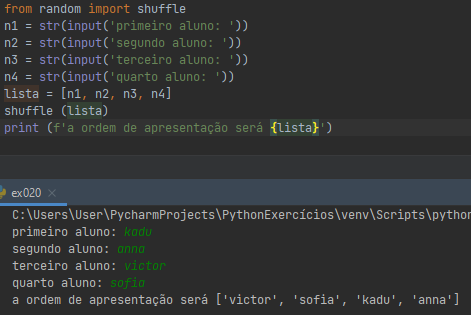 from random import shuffle
n1 = str(input('primeiro aluno: '))
n2 = str(input('segundo aluno: '))
n3 = str(input('terceiro aluno: '))
n4 = str(input('quarto aluno: '))
lista = [n1, n2, n3, n4]
shuffle (lista)
print (f'a ordem de apresentação será {lista}')
ex020
C:\Users\User\PycharmProjects\PythonExercícios\venv\Scripts\python
primeiro aluno: kadu
segundo aluno: anna
terceiro aluno: victor
quarto aluno: sofia
a ordem de apresentação será ['victor', 'sofia', 'kadu', 'anna']